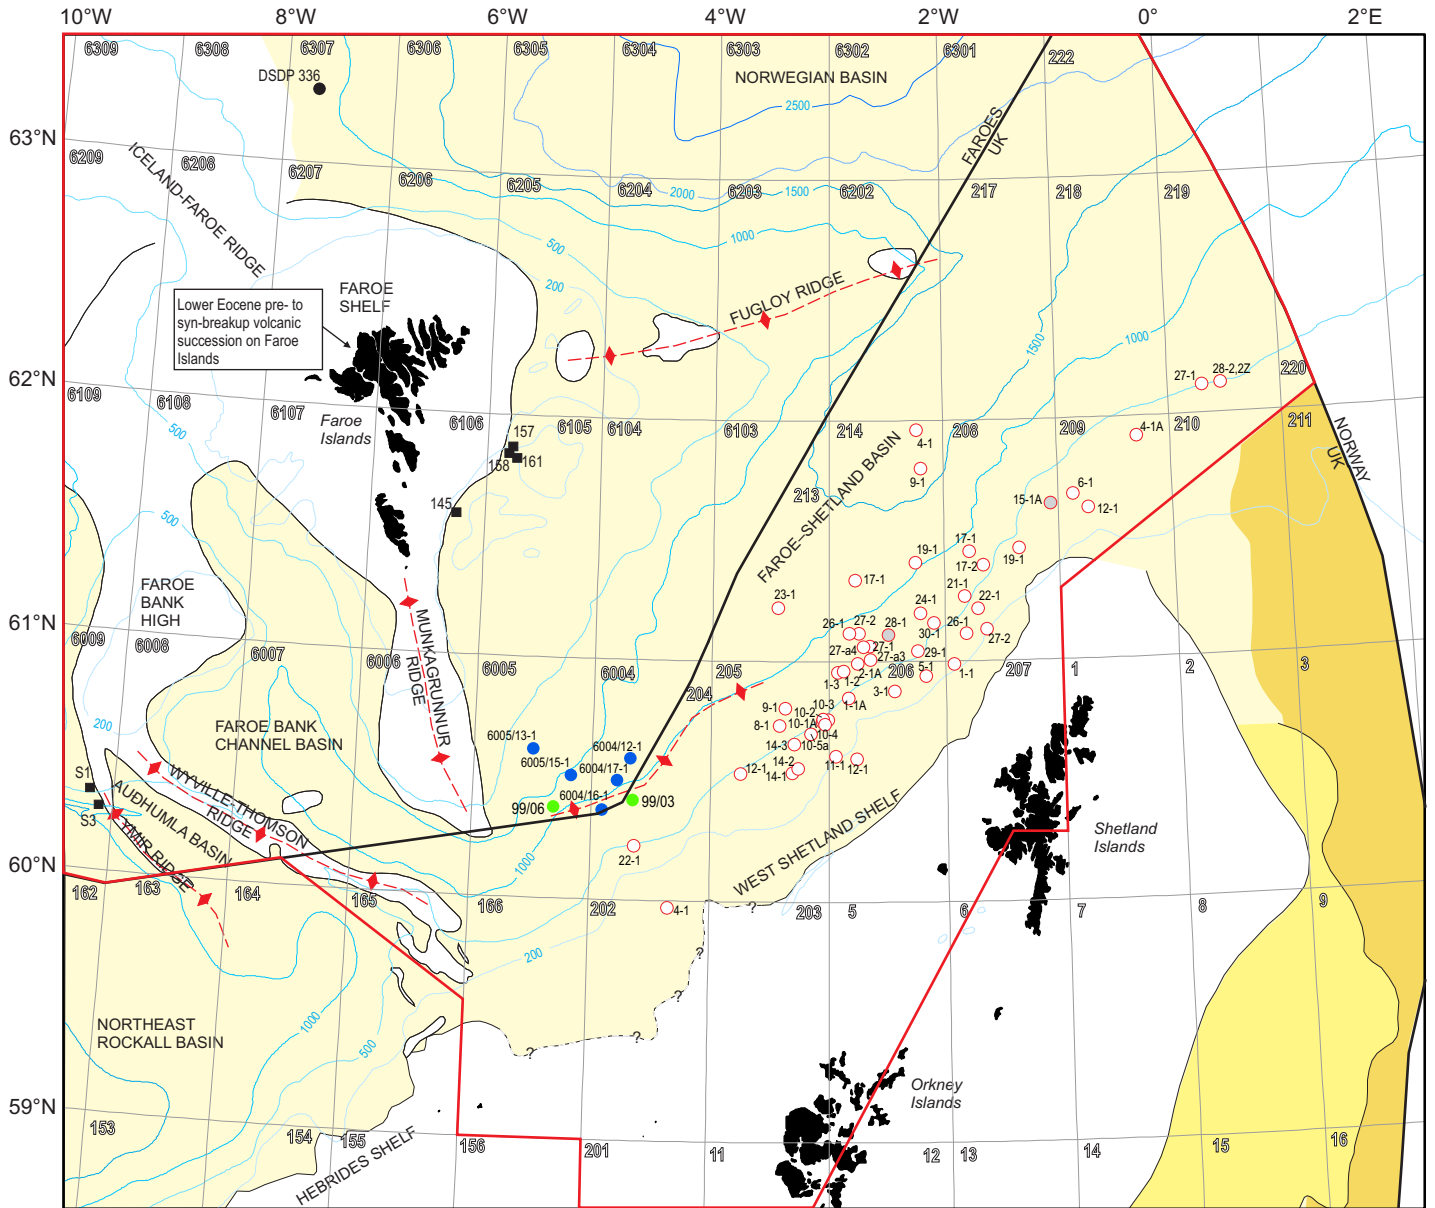 10°W
8°W
6°W
4°W
2°W
0°
2°E
6309
6308
6307
6306
6305
6304
6303
6302
6301
222
DSDP 336
NORWEGIAN BASIN
2500
FAROES
UK
63°N
6209
6208
6207
6206
6205
6204
6203
6202
217
218
219
ICELAND-FAROE RIDGE
2000
1500
1000
500
200
FUGLOY RIDGE
FAROE
SHELF
Lower Eocene pre- to
syn-breakup volcanic
succession on Faroe
Islands
1500
1000
62°N
6109
6108
6107
6106
6105
6104
6103
214
208
209
210
220
211
27-1
28-2,2Z
4-1A
NORWAY
UK
Faroe
Islands
157
158
161
145
500
500
4-1
9-1
213
FAROE–SHETLAND BASIN
15-1A
6-1
12-1
19-1
17-1
17-2
19-1
17-1
23-1
21-1
22-1
24-1
30-1
26-1
27-2
26-1
27-2
28-1
27-1
27-a4
27-a3
29-1
FAROE
BANK
HIGH
61°N
6009
6008
6007
6006
6005
6004
205
204
206
207
1
2
3
MUNKAGRUNNUR
RIDGE
2-1A
1-3
1-2
5-1
1-1
3-1
1-1A
9-1
10-2
10-3
8-1
10-1A
10-4
10-5a
14-3
14-2
14-1
11-1
12-1
12-1
200
FAROE BANK
CHANNEL BASIN
6005/13-1
6005/15-1
6004/12-1
6004/17-1
6004/16-1
99/06
99/03
S1
S3
AUDHUMLA BASIN
WYVILLE-THOMSON
RIDGE
YMIR RIDGE
22-1
4-1
WEST SHETLAND SHELF
Shetland
Islands
60°N
162
163
164
165
166
202
203
5
6
7
8
9
1000
200
?
?
?
?
?
NORTHEAST
ROCKALL BASIN
1000
500
Orkney
Islands
59°N
153
154
155
156
201
11
12
13
14
15
16
HEBRIDES SHELF